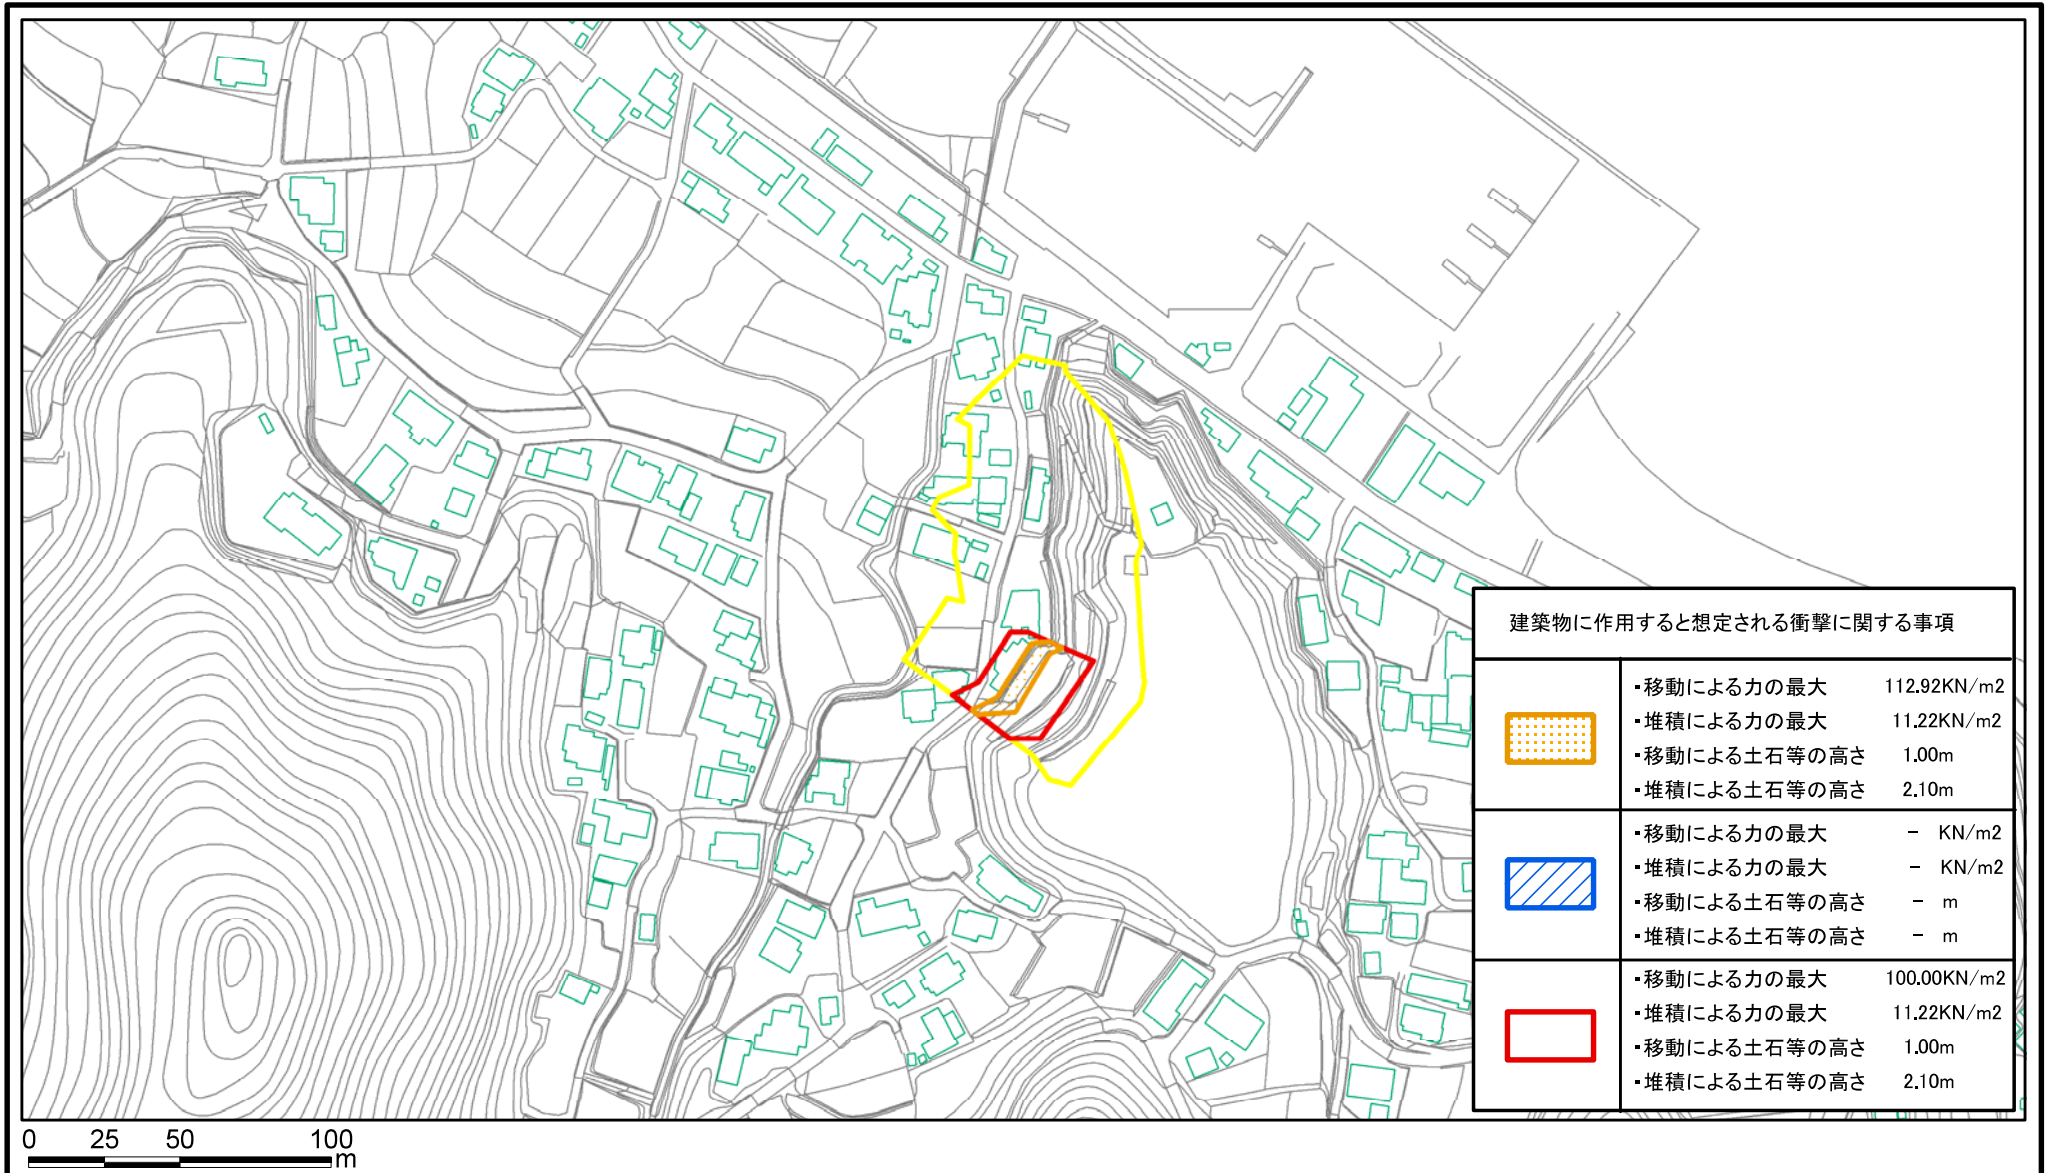 建築物に作用すると想定される衝撃に関する事項
・移動による力の最大 112.92KN/m2
・堆積による力の最大 11.22KN/m2
・移動による土石等の高さ 1.00m
・堆積による土石等の高さ 2.10m
・移動による力の最大 - KN/m2
・堆積による力の最大 - KN/m2
・移動による土石等の高さ - m
・堆積による土石等の高さ - m
・移動による力の最大 100.00KN/m2
・堆積による力の最大 11.22KN/m2
・移動による土石等の高さ 1.00m
・堆積による土石等の高さ 2.10m
0 25 50 100
m